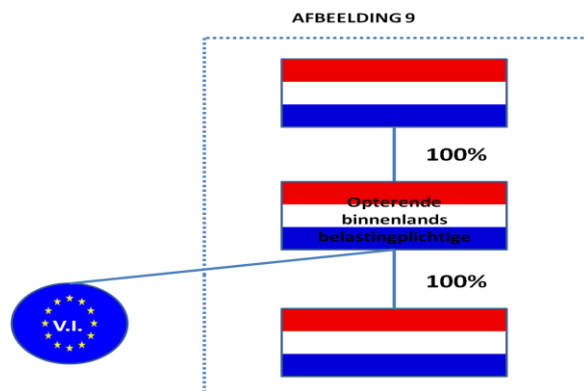 AFBEELDING 9
100%
Opterende
binnenlands
belastingplichtige
100%
V.I.